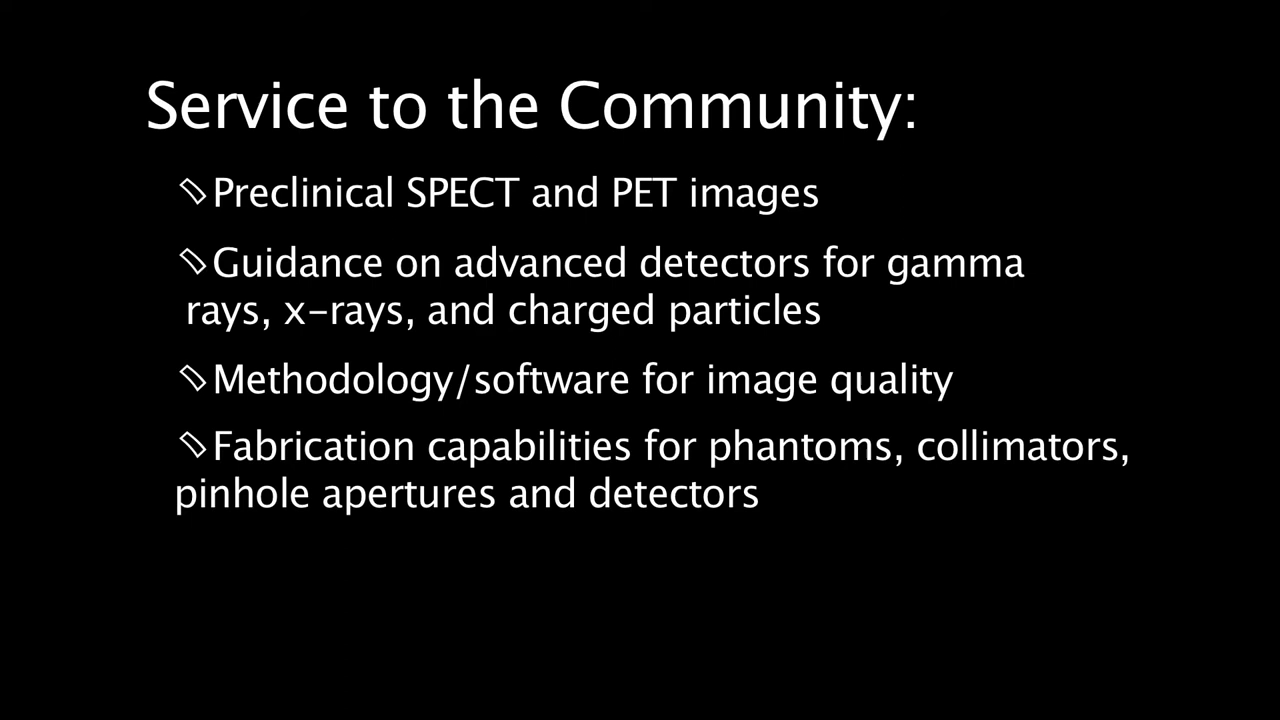 Service to the Community:
Preclinical SPECT and PET images
Guidance on advanced detectors for gamma
rays, x-rays, and charged particles
Methodology/software for image quality
Fabrication capabilities for phantoms, collimators,
pinhole apertures and detectors